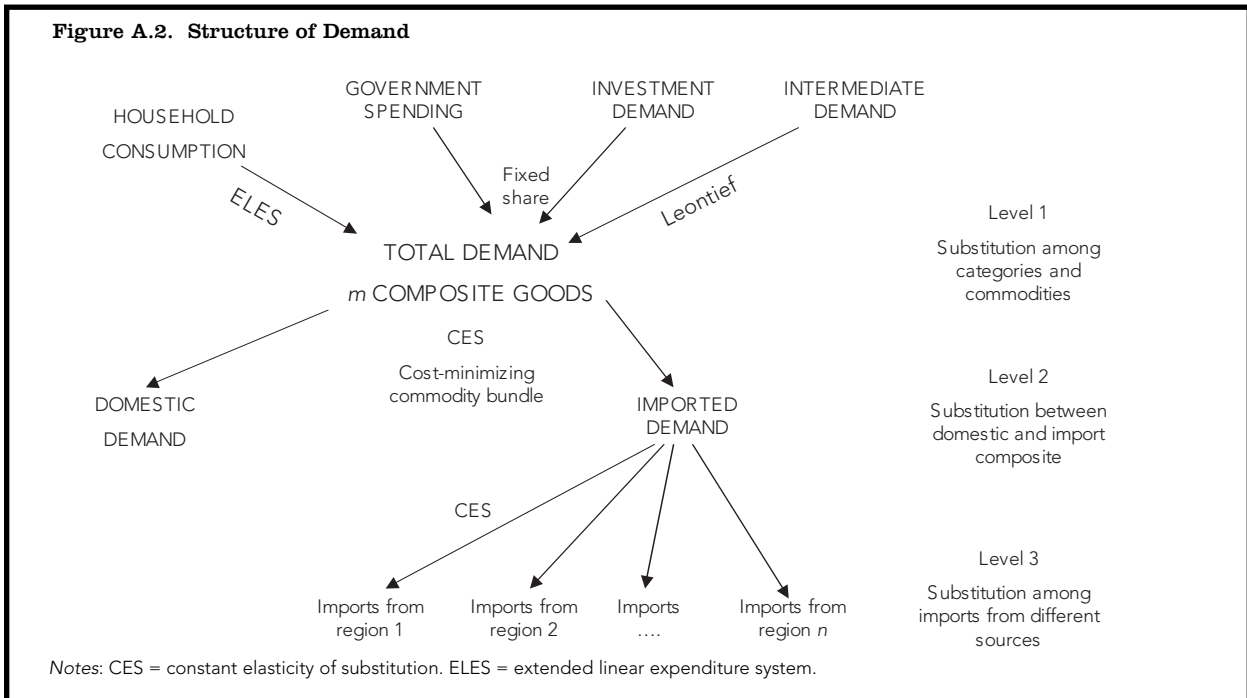 Figure A.2. Structure of Demand
HOUSEHOLD
CONSUMPTION
GOVERNMENT
SPENDING
INVESTMENT
DEMAND
INTERMEDIATE
DEMAND
ELES
Fixed
share
Leontief
TOTAL DEMAND
m COMPOSITE GOODS
Level 1
Substitution among
categories and
commodities
CES
Cost-minimizing
commodity bundle
DOMESTIC
DEMAND
IMPORTED
DEMAND
Level 2
Substitution between
domestic and import
composite
CES
Imports from
region 1
Imports from
region 2
Imports
....
Imports from
region n
Level 3
Substitution among
imports from different
sources
Notes: CES = constant elasticity of substitution. ELES = extended linear expenditure system.